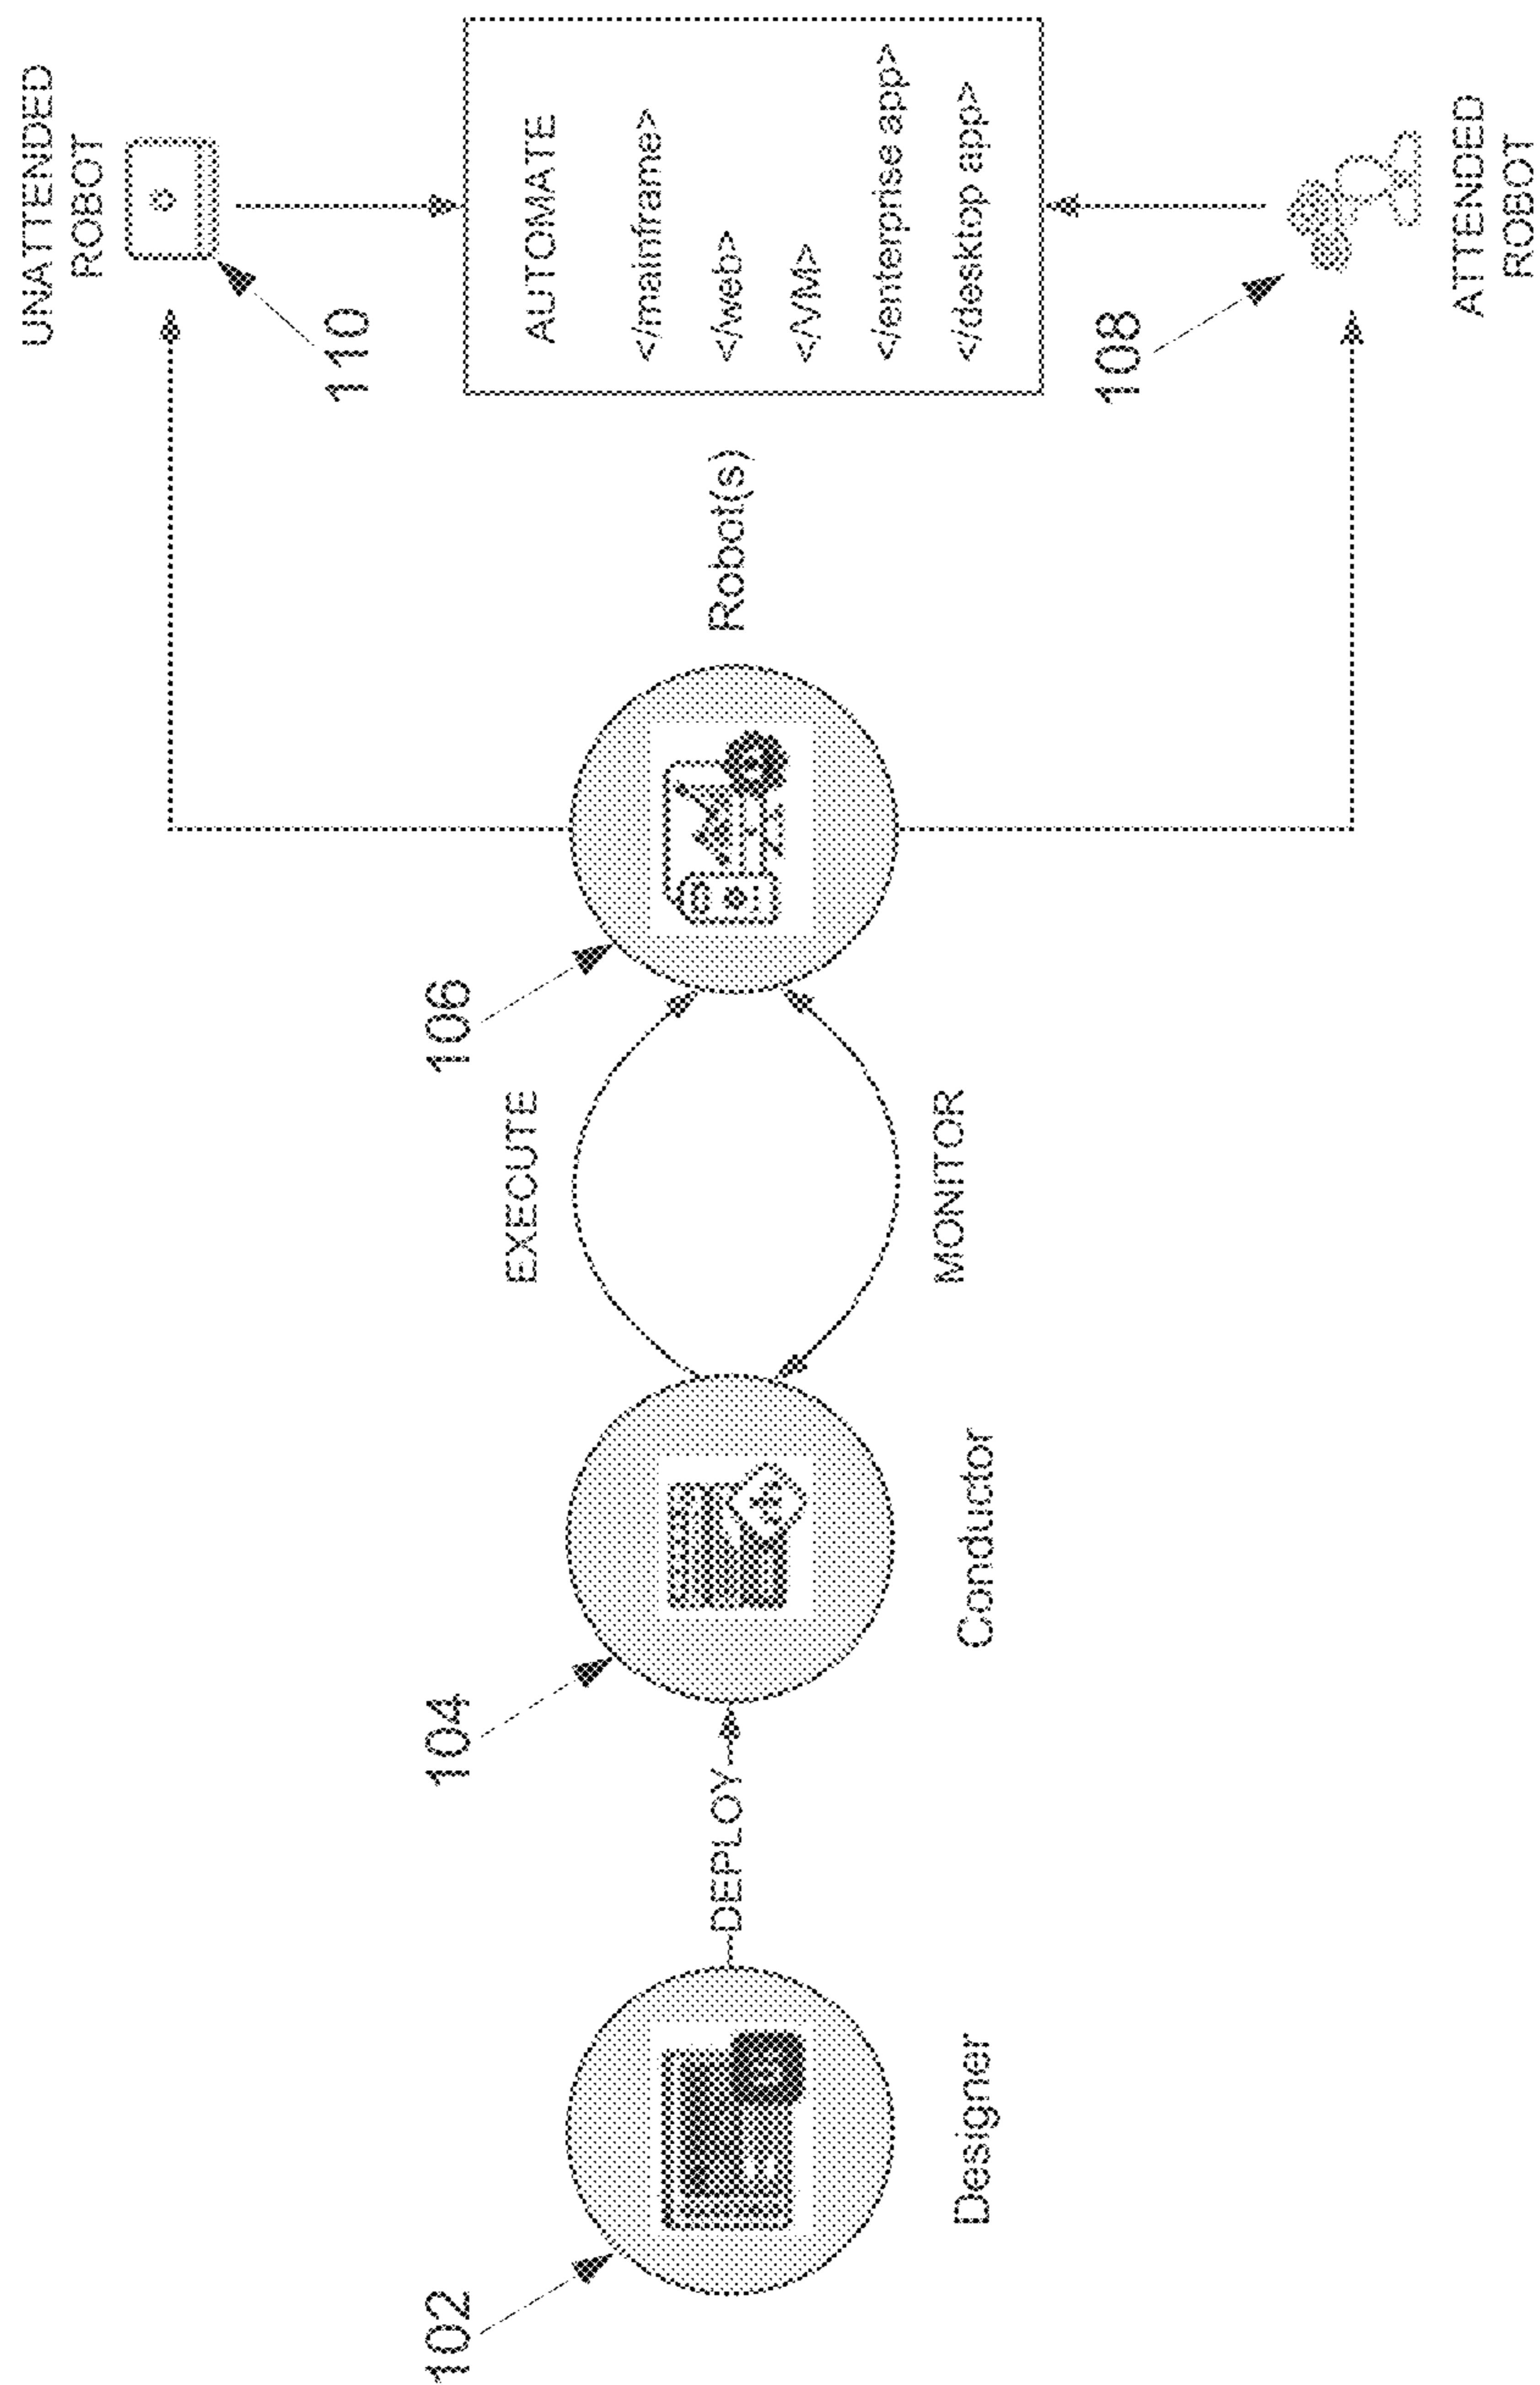 UNATTENDED
ROBOT
110
AUTOMATE
</mainframe>
</web>
</VM>
</enterprise app>
</desktop app>
108
ATTENDED
ROBOT
Robot(s)
106
EXECUTE
MONITOR
104
Conductor
DEPLOY
102
Designer